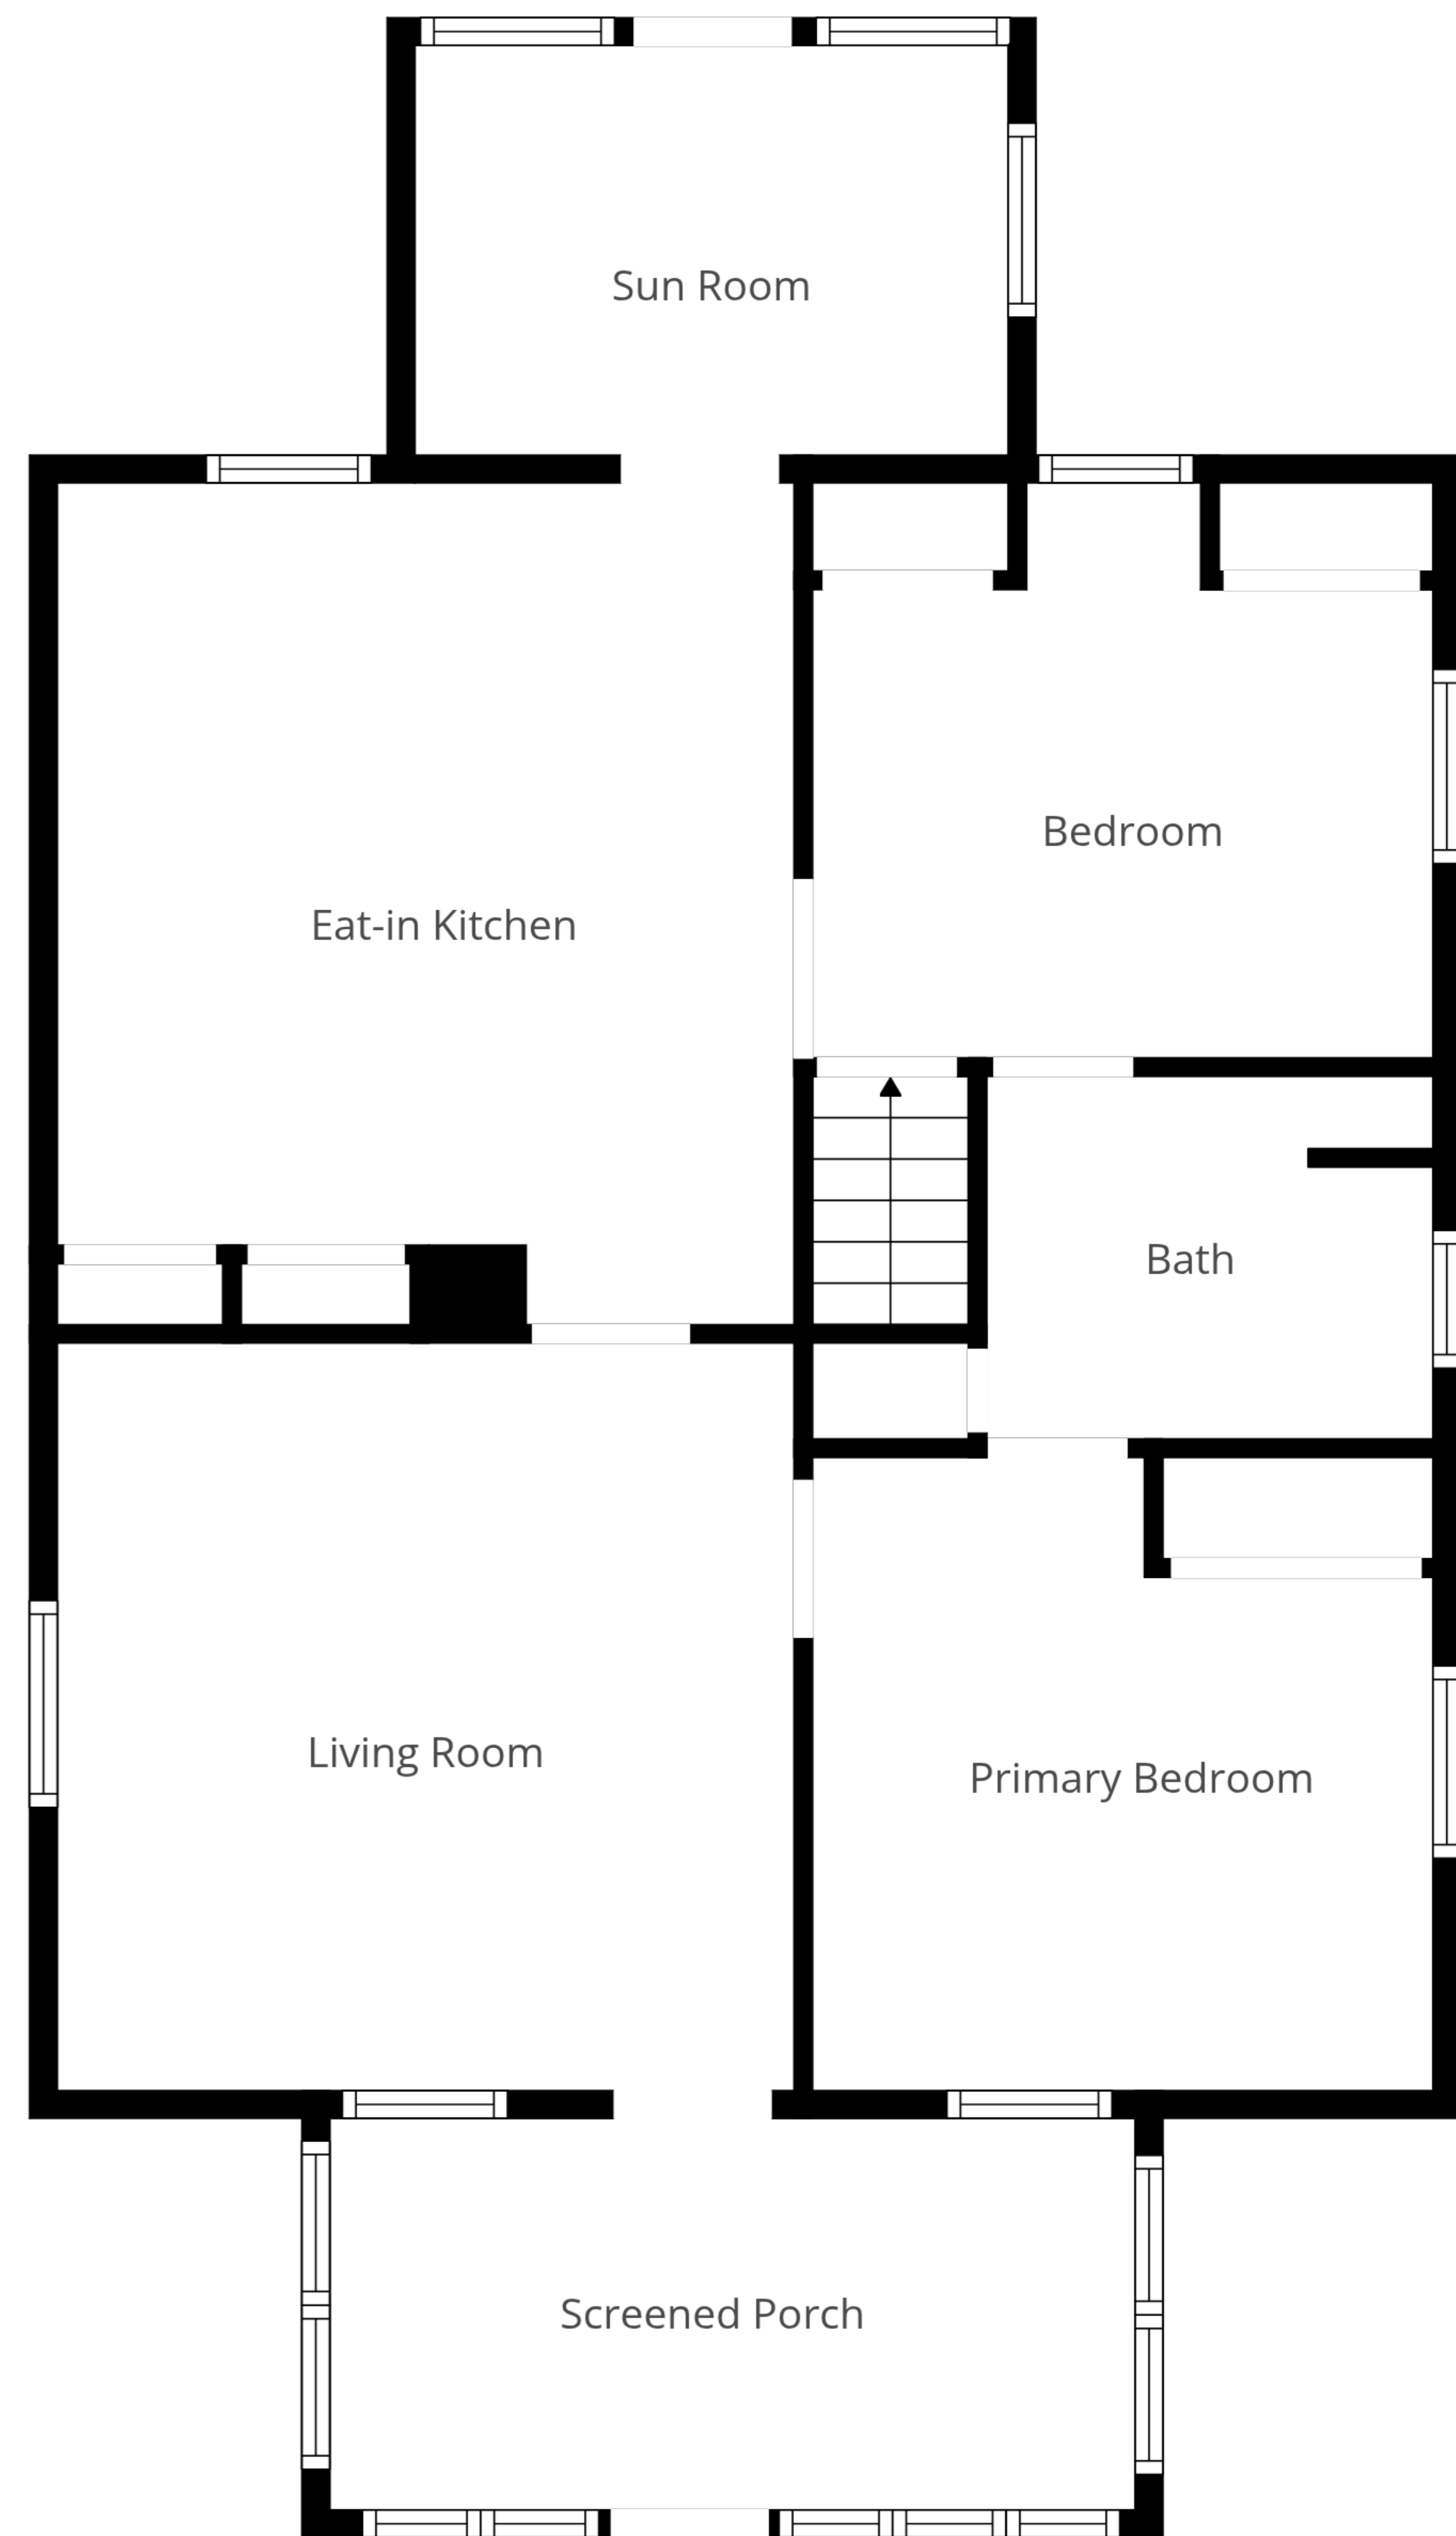 Sun Room
Bedroom
Eat-in Kitchen
Bath
Living Room
Primary Bedroom
Screened Porch